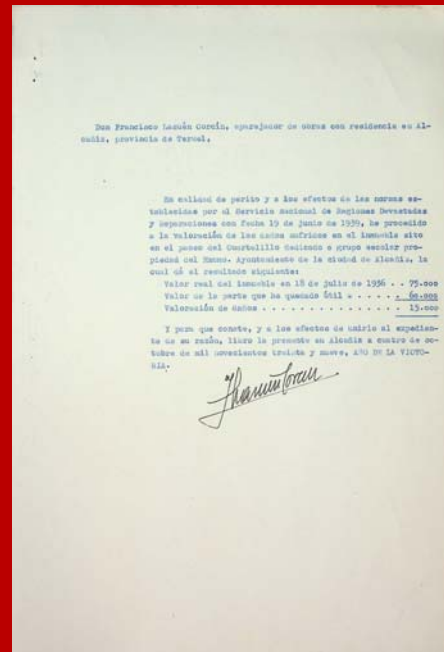 Don Francisco Lacuén Corcín, aparejador de obras con residencia en Al-
cañiz, provincia de Teruel.
En calidad de perito y a los efectos de las normas es-
tablecidas por el Servicio Nacional de Regiones Devastadas
y Reparaciones con fecha 19 de junio de 1939, he procedido
a la valoración de los daños sufridos en el inmueble sito
en el paseo del Cuartelillo dedicado a grupo escolar pro-
piedad del Excmo. Ayuntamiento de la ciudad de Alcañiz, la
cual dá el resultado siguiente:
Valor real del inmueble en 18 de julio de 1936 . . 75.000
Valor de la parte que ha quedado útil . . . . . . 60.000
Valoración de daños . . . . . . . . . . . . . . . 15.000
Y para que conste, y a los efectos de unirlo al expedien-
te de su razón, libro la presente en Alcañiz a cuatro de oc-
tubre de mil novecientos treinta y nueve, AÑO DE LA VICTO-
RIA.